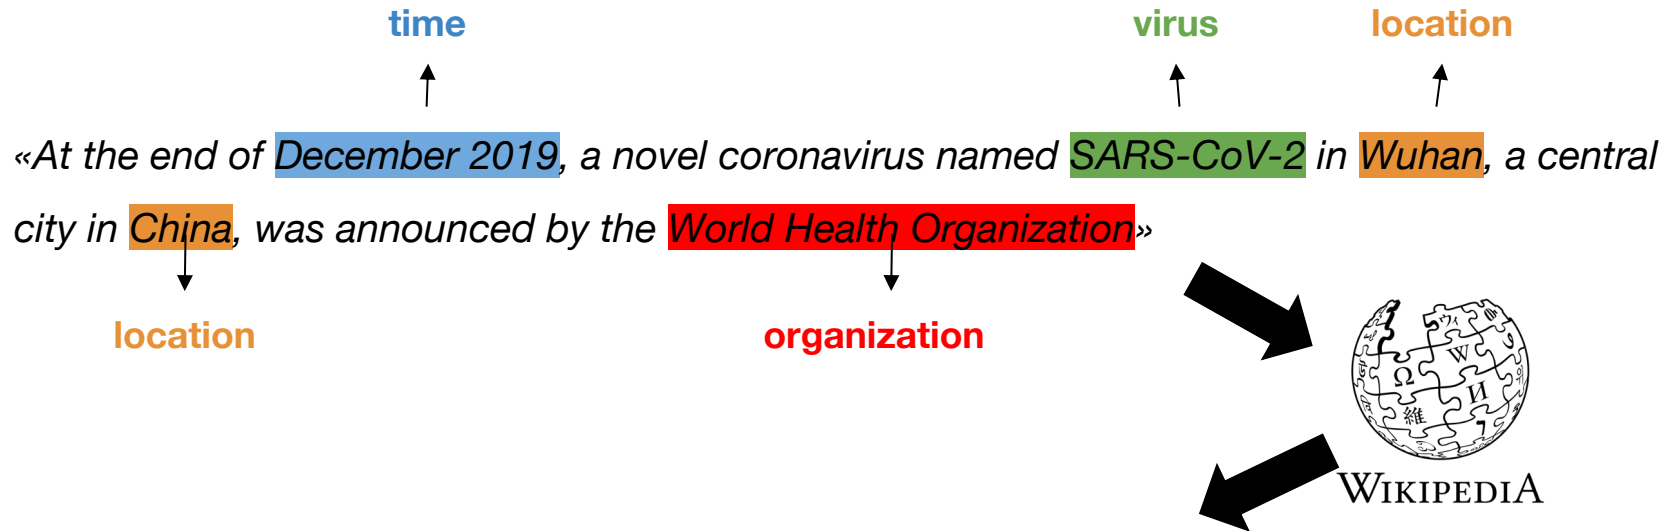 time virus location
«At the end of December 2019, a novel coronavirus named SARS-CoV-2 in Wuhan, a central
city in China, was announced by the World Health Organization»
location organization
Ω W И
維
WIKIPEDIA